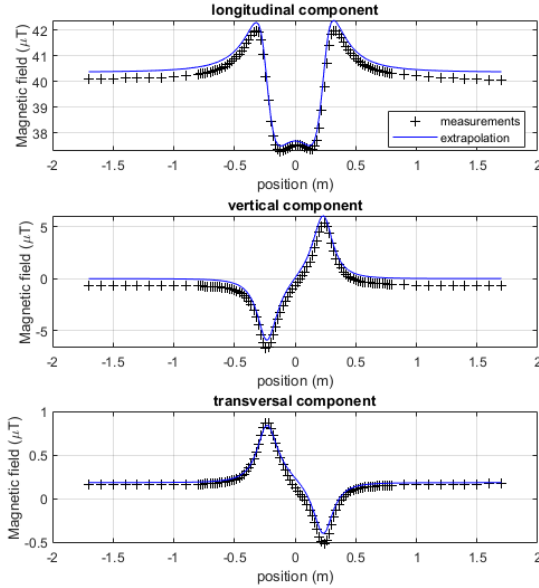 longitudinal component
42
41
40
39
38
Magnetic field (μT)
measurements
extrapolation
-2 -1.5 -1 -0.5 0 0.5 1 1.5 2
position (m)
vertical component
5
0
-5
Magnetic field (μT)
-2 -1.5 -1 -0.5 0 0.5 1 1.5 2
position (m)
transversal component
1
0.5
0
-0.5
Magnetic field (μT)
-2 -1.5 -1 -0.5 0 0.5 1 1.5 2
position (m)